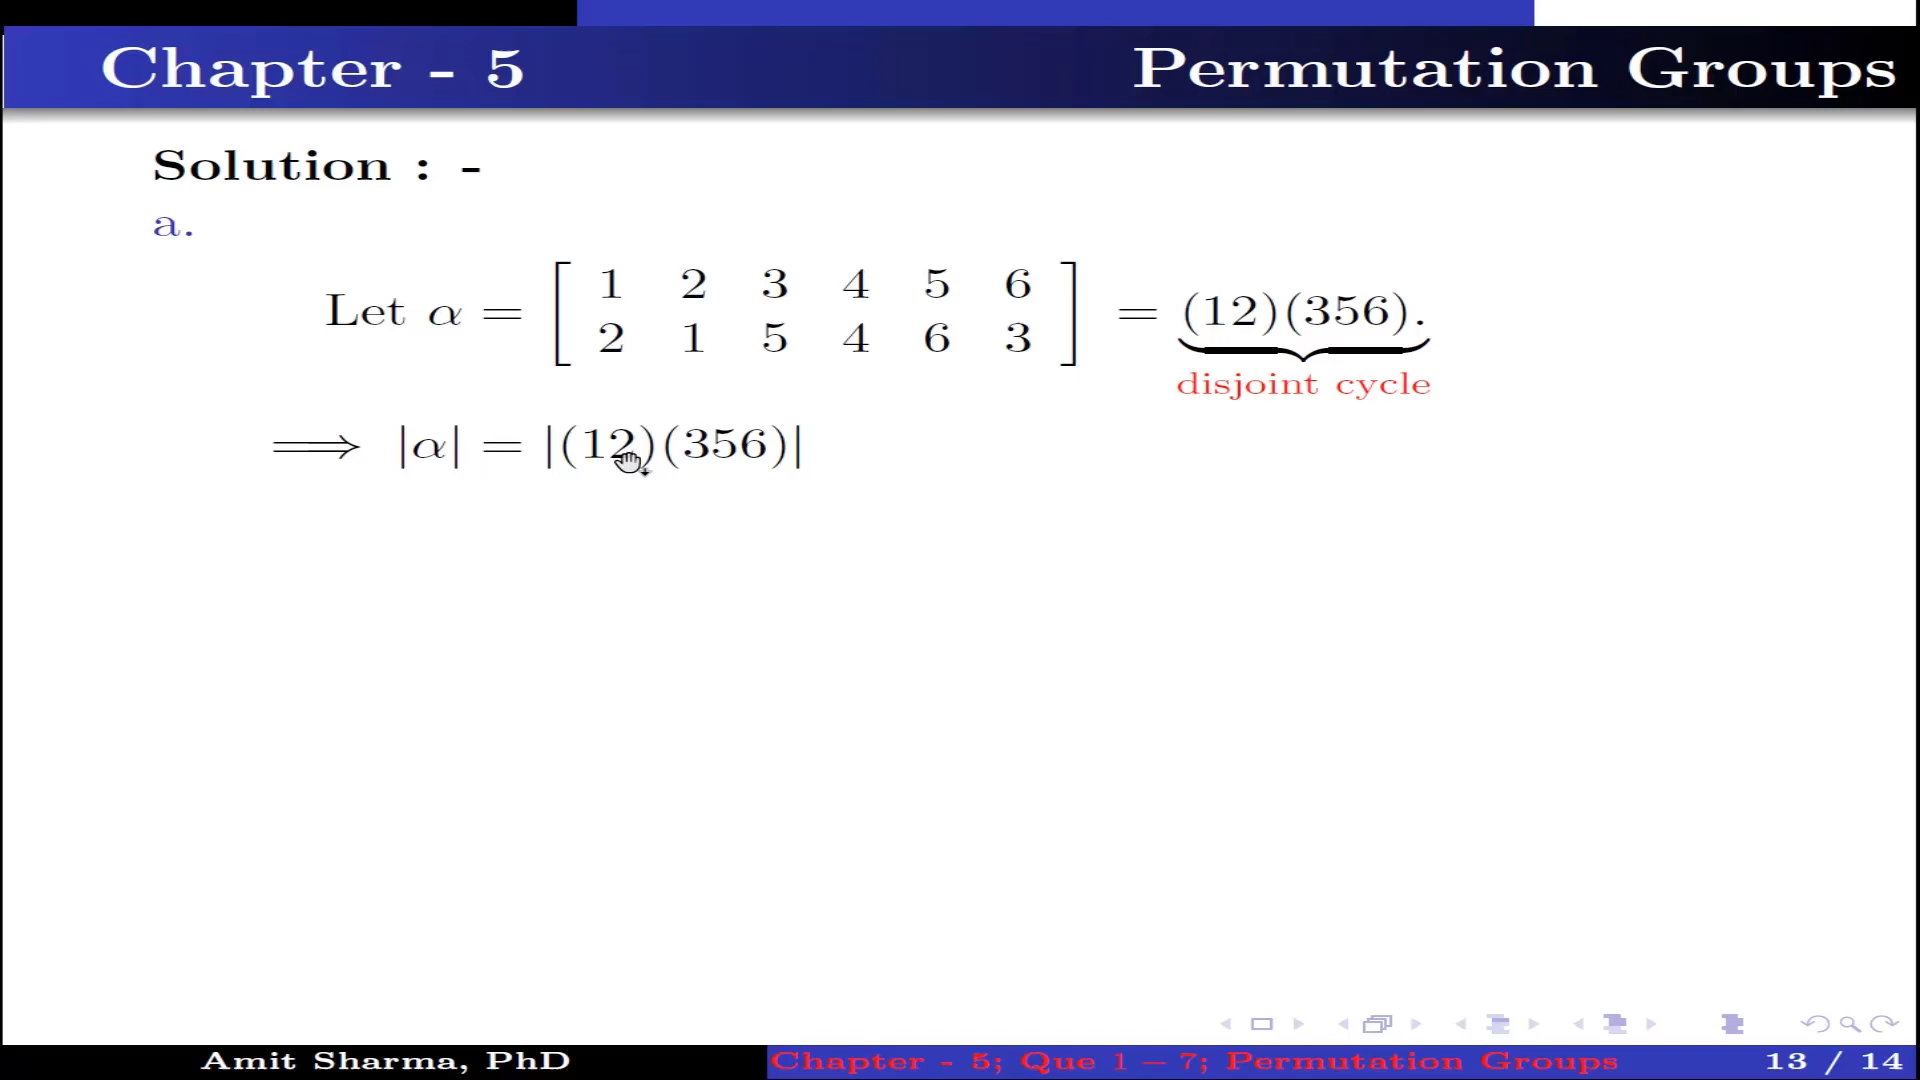 Chapter - 5 Permutation Groups
Solution : -
a.
Let α = [ 1 2 3 4 5 6
2 1 5 4 6 3 ] = (12)(356).
disjoint cycle
⟹ |α| = |(12)(356)|
Amit Sharma, PhD Chapter - 5; Que 1 − 7; Permutation Groups 13 / 14